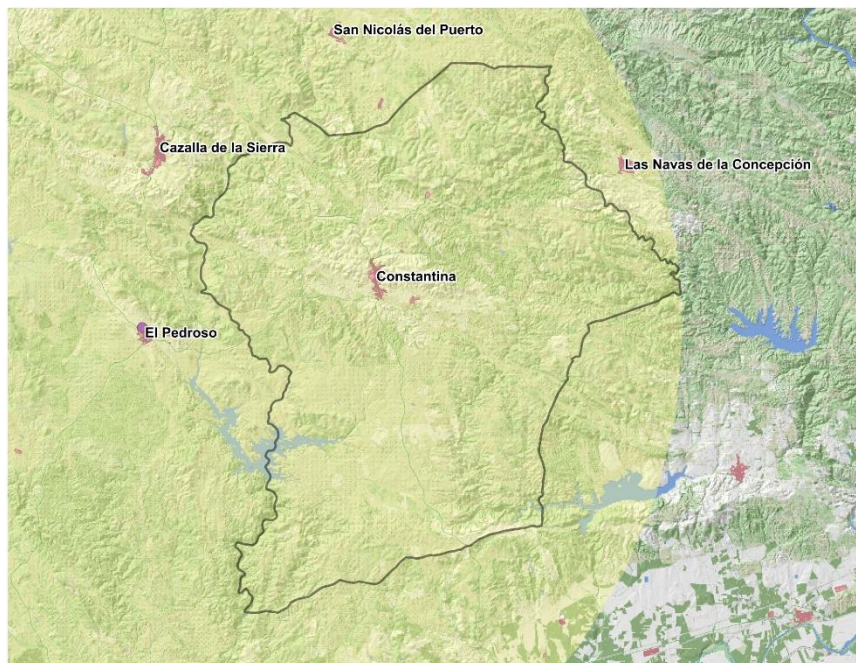 San Nicolás del Puerto
Cazalla de la Sierra
Las Navas de la Concepción
Constantina
El Pedroso